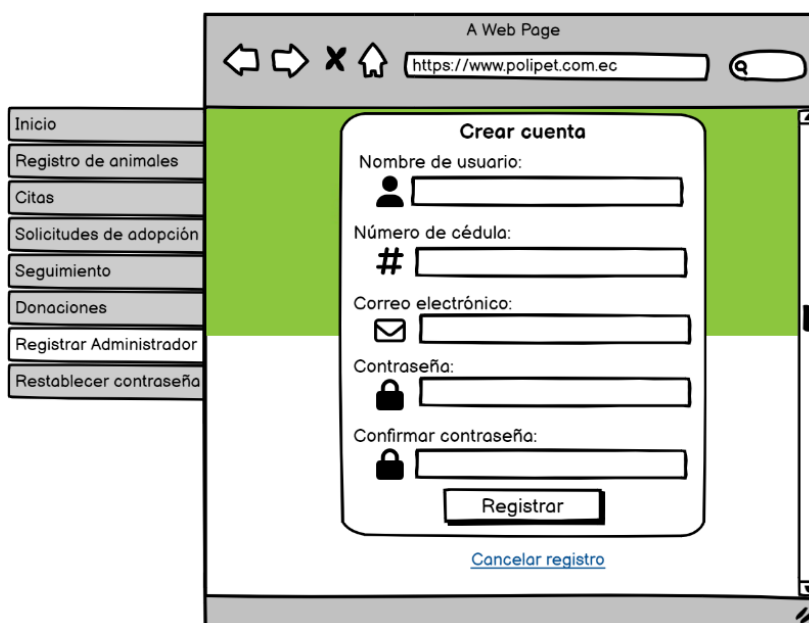 A Web Page
https://www.polipet.com.ec
Inicio
Registro de animales
Citas
Solicitudes de adopción
Seguimiento
Donaciones
Registrar Administrador
Restablecer contraseña
Crear cuenta
Nombre de usuario:
Número de cédula:
#
Correo electrónico:
Contraseña:
Confirmar contraseña:
Registrar
Cancelar registro